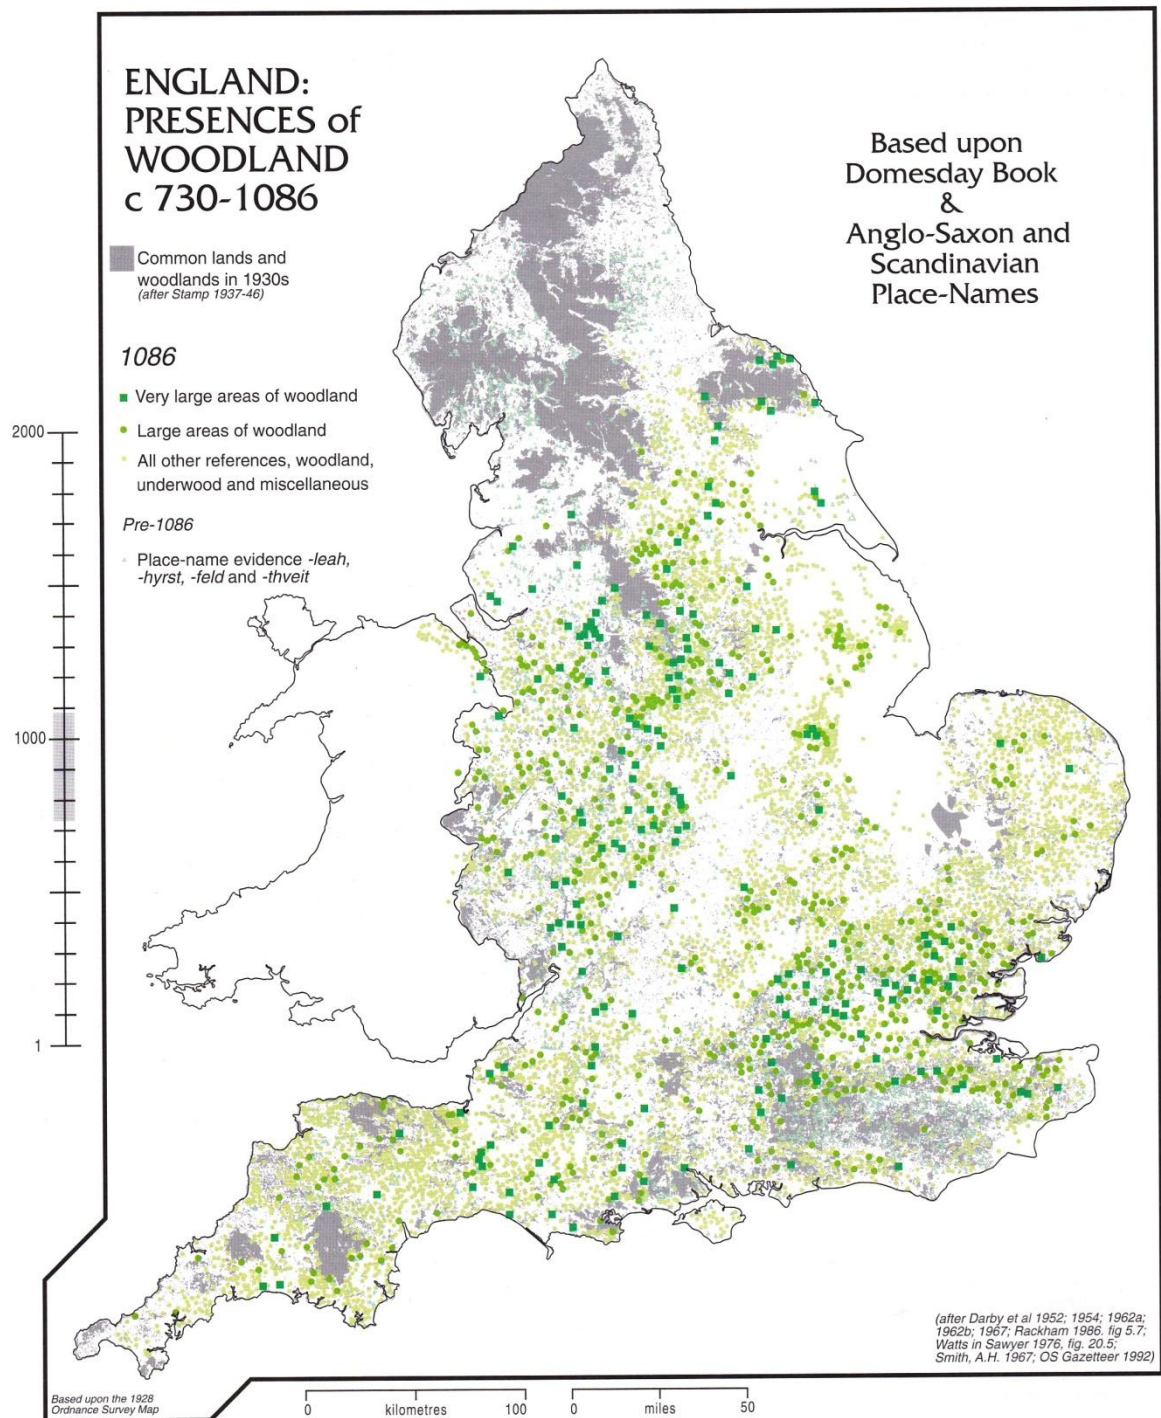 ENGLAND:
PRESENCES of
WOODLAND
c 730-1086
Based upon
Domesday Book
&
Anglo-Saxon and
Scandinavian
Place-Names
Common lands and
woodlands in 1930s
(after Stamp 1937-46)
1086
Very large areas of woodland
Large areas of woodland
All other references, woodland,
underwood and miscellaneous
Pre-1086
Place-name evidence -leah,
-hyrst, -feld and -thveit
2000
1000
1
(after Darby et al 1952; 1954; 1962a;
1962b; 1967; Rackham 1986. fig 5.7;
Watts in Sawyer 1976, fig. 20.5;
Smith, A.H. 1967; OS Gazetteer 1992)
Based upon the 1928
Ordnance Survey Map
0 kilometres 100 0 miles 50